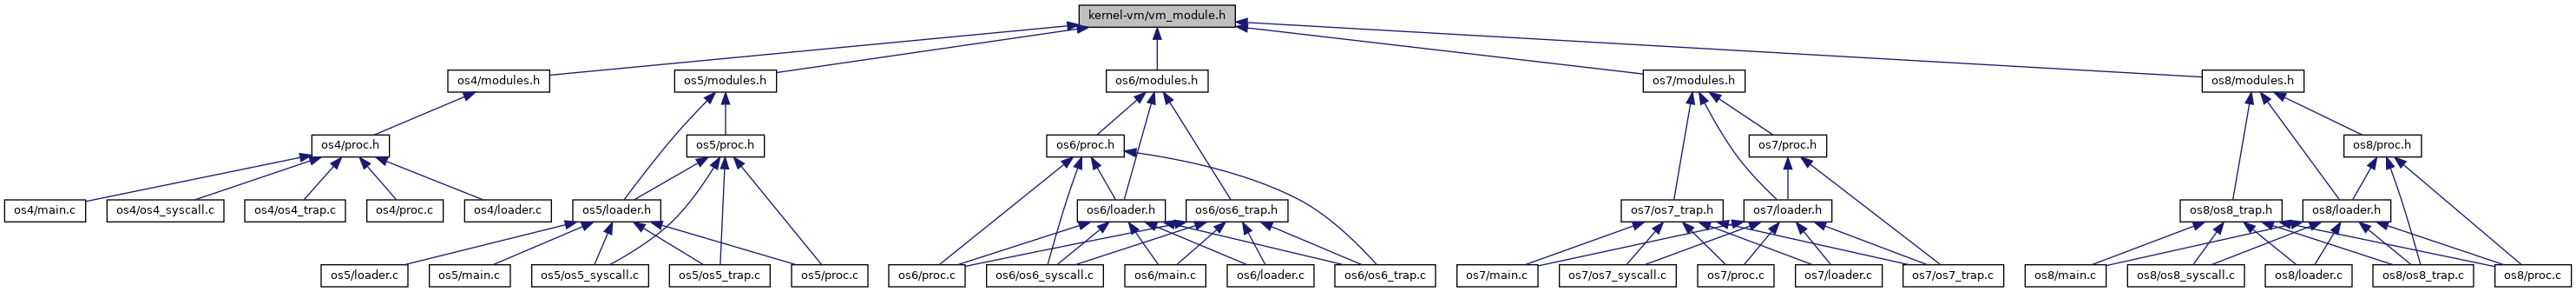 kernel-vm/vm_module.h
os4/modules.h
os5/modules.h
os6/modules.h
os7/modules.h
os8/modules.h
os4/proc.h
os5/proc.h
os6/proc.h
os7/proc.h
os8/proc.h
os4/main.c
os4/os4_syscall.c
os4/os4_trap.c
os4/proc.c
os4/loader.c
os5/loader.h
os6/loader.h
os6/os6_trap.h
os7/os7_trap.h
os7/loader.h
os8/os8_trap.h
os8/loader.h
os5/loader.c
os5/main.c
os5/os5_syscall.c
os5/os5_trap.c
os5/proc.c
os6/proc.c
os6/os6_syscall.c
os6/main.c
os6/loader.c
os6/os6_trap.c
os7/main.c
os7/os7_syscall.c
os7/proc.c
os7/loader.c
os7/os7_trap.c
os8/main.c
os8/os8_syscall.c
os8/loader.c
os8/os8_trap.c
os8/proc.c